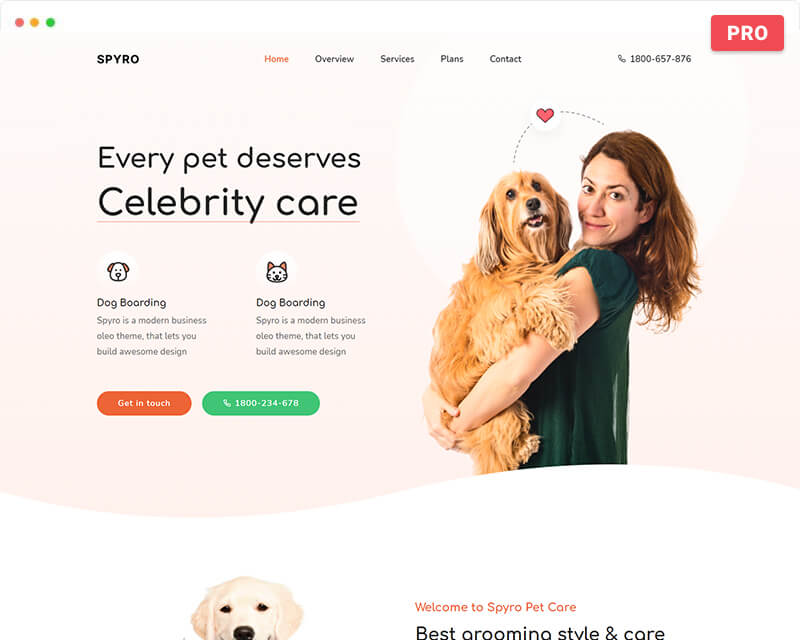 PRO
SPYRO
Home Overview Services Plans Contact
1800-657-876
Every pet deserves
Celebrity care
Dog Boarding
Spyro is a modern business
oleo theme, that lets you
build awesome design
Dog Boarding
Spyro is a modern business
oleo theme, that lets you
build awesome design
Get in touch
1800-234-678
Welcome to Spyro Pet Care
Best grooming style & care